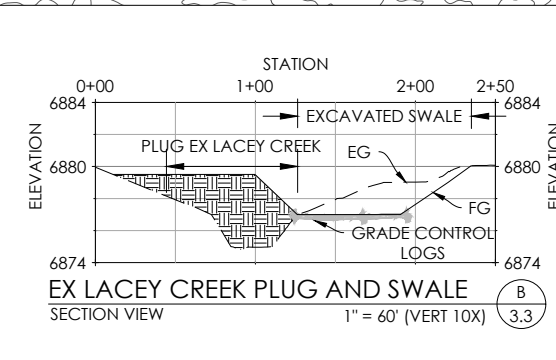 STATION
0+00 1+00 2+00 2+50
6884 6884
EXCAVATED SWALE
PLUG EX LACEY CREEK
EG
ELEVATION
6880 6880
ELEVATION
FG
GRADE CONTROL
LOGS
6874 6874
EX LACEY CREEK PLUG AND SWALE
B
SECTION VIEW 1" = 60' (VERT 10X)
3.3